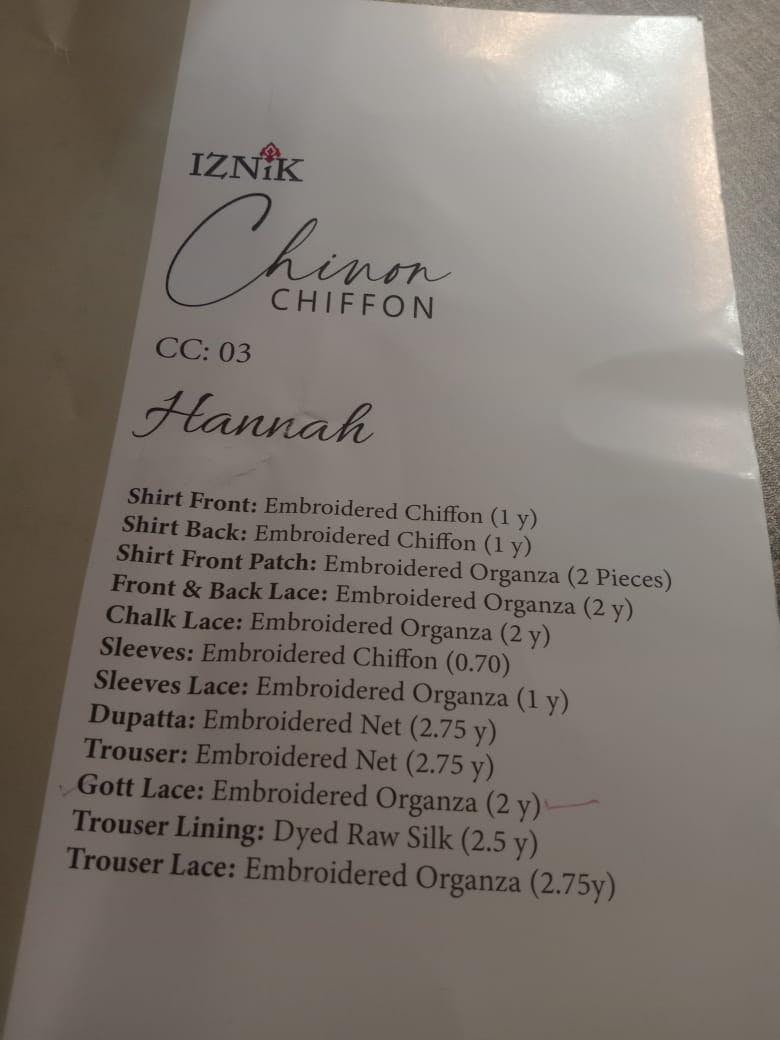 IZNiK
Chinon
CHIFFON
CC: 03
Hannah
Shirt Front: Embroidered Chiffon (1 y)
Shirt Back: Embroidered Chiffon (1 y)
Shirt Front Patch: Embroidered Organza (2 Pieces)
Front & Back Lace: Embroidered Organza (2 y)
Chalk Lace: Embroidered Organza (2 y)
Sleeves: Embroidered Chiffon (0.70)
Sleeves Lace: Embroidered Organza (1 y)
Dupatta: Embroidered Net (2.75 y)
Trouser: Embroidered Net (2.75 y)
Gott Lace: Embroidered Organza (2 y)
Trouser Lining: Dyed Raw Silk (2.5 y)
Trouser Lace: Embroidered Organza (2.75y)